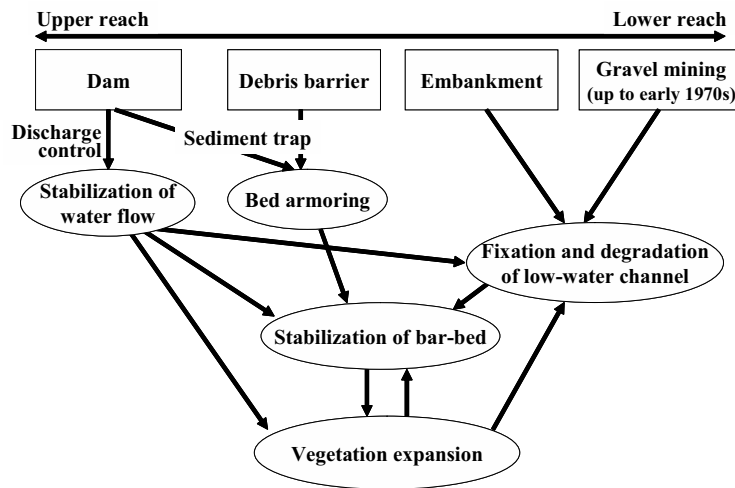 Upper reach
Lower reach
Dam
Debris barrier
Embankment
Gravel mining
(up to early 1970s)
Discharge
control
Sediment trap
Stabilization of
water flow
Bed armoring
Fixation and degradation
of low-water channel
Stabilization of bar-bed
Vegetation expansion